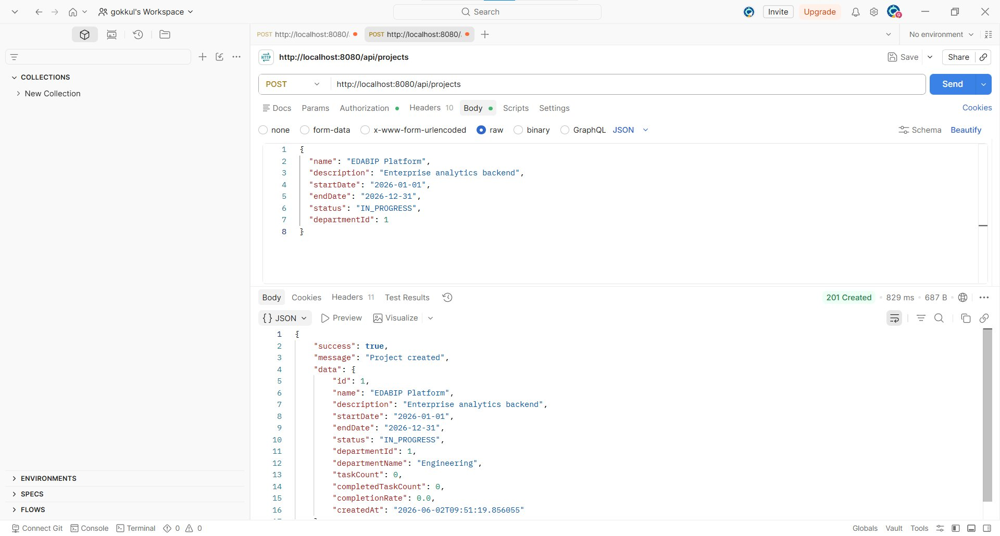 gokkul's Workspace
Search
Invite
Upgrade
POST http://localhost:8080/.
POST http://localhost:8080/.
No environment
HTTP http://localhost:8080/api/projects
Save
Share
COLLECTIONS
New Collection
POST
http://localhost:8080/api/projects
Send
Docs
Params
Authorization
Headers 10
Body
Scripts
Settings
Cookies
none
form-data
x-www-form-urlencoded
raw
binary
GraphQL
JSON
Schema
Beautify
1 {
2 "name": "EDABIP Platform",
3 "description": "Enterprise analytics backend",
4 "startDate": "2026-01-01",
5 "endDate": "2026-12-31",
6 "status": "IN_PROGRESS",
7 "departmentId": 1
8 }
Body
Cookies
Headers 11
Test Results
201 Created
829 ms
687 B
{} JSON
Preview
Visualize
1 {
2 "success": true,
3 "message": "Project created",
4 "data": {
5 "id": 1,
6 "name": "EDABIP Platform",
7 "description": "Enterprise analytics backend",
8 "startDate": "2026-01-01",
9 "endDate": "2026-12-31",
10 "status": "IN_PROGRESS",
11 "departmentId": 1,
12 "departmentName": "Engineering",
13 "taskCount": 0,
14 "completedTaskCount": 0,
15 "completionRate": 0.0,
16 "createdAt": "2026-06-02T09:51:19.856055"
ENVIRONMENTS
SPECS
FLOWS
Connect Git
Console
Terminal
0
0
Globals
Vault
Tools